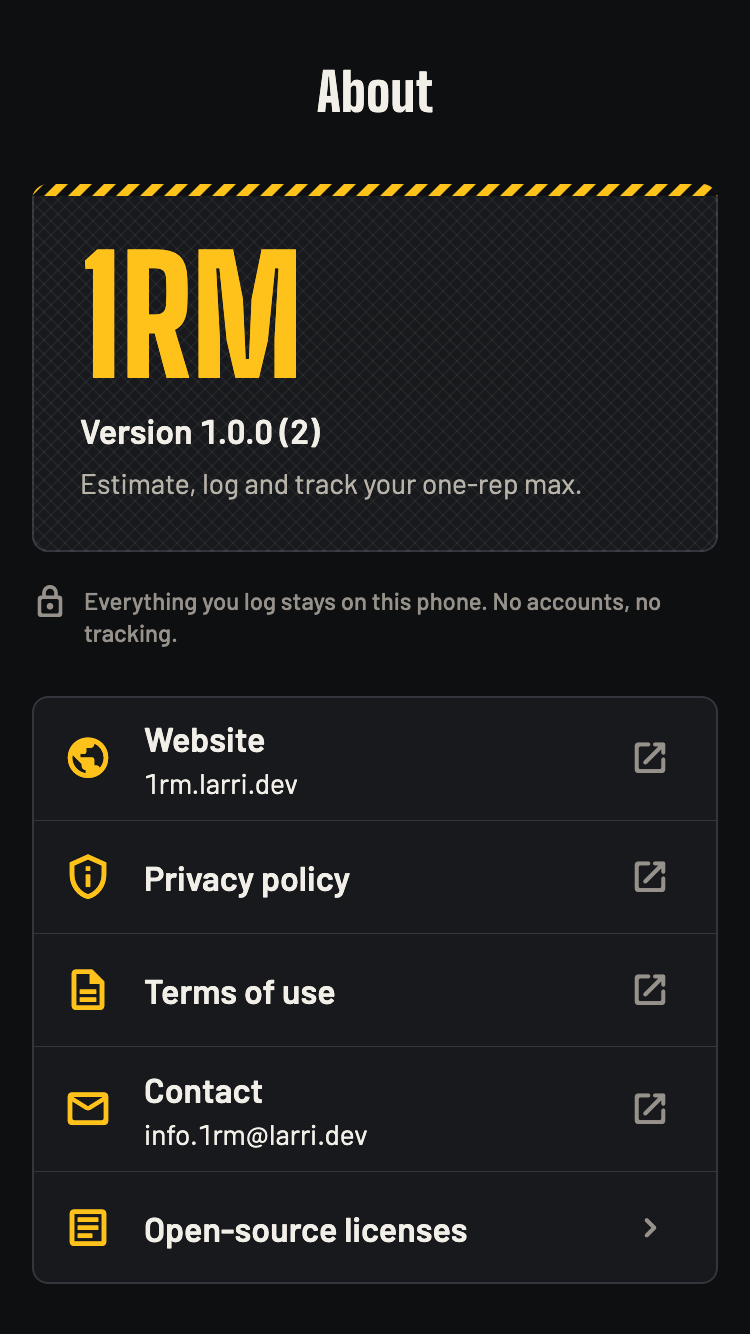 About
1RM
Version 1.0.0 (2)
Estimate, log and track your one-rep max.
Everything you log stays on this phone. No accounts, no
tracking.
Website
1rm.larri.dev
Privacy policy
Terms of use
Contact
info.1rm@larri.dev
Open-source licenses